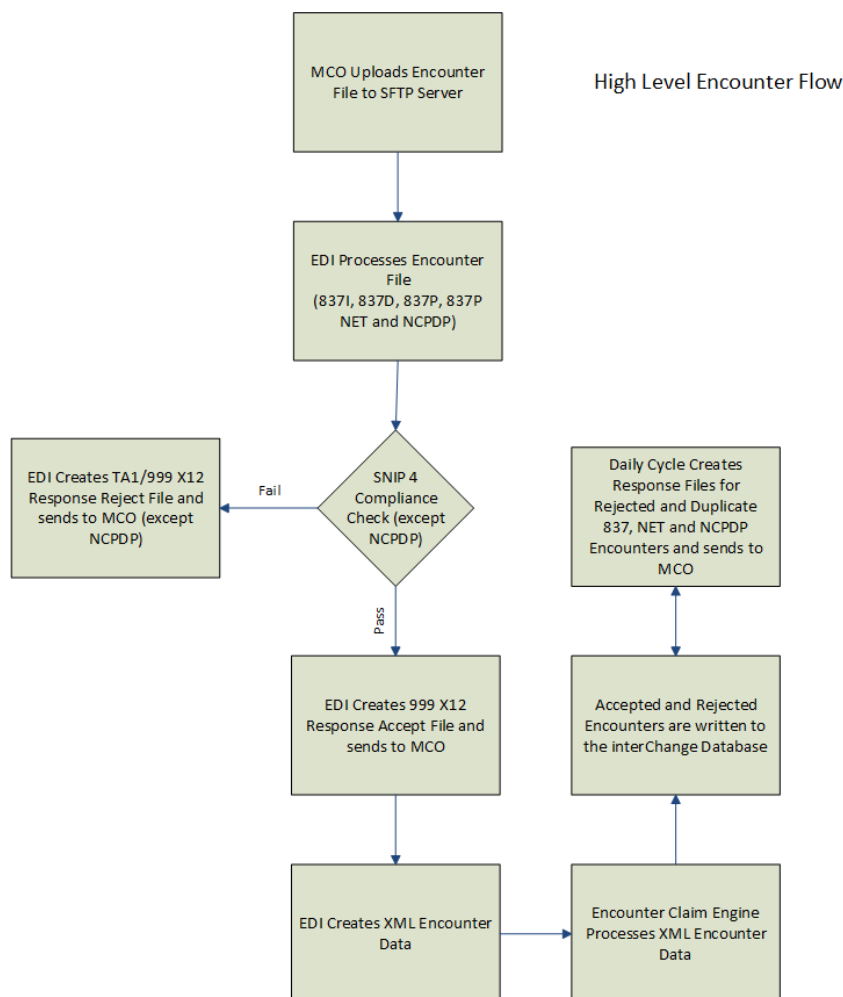 MCO Uploads Encounter
File to SFTP Server
High Level Encounter Flow
EDI Processes Encounter
File
(837I, 837D, 837P, 837P
NET and NCPDP)
EDI Creates TA1/999 X12
Response Reject File and
sends to MCO (except
NCPDP)
Fail
SNIP 4
Compliance
Check (except
NCPDP)
Daily Cycle Creates
Response Files for
Rejected and Duplicate
837, NET and NCPDP
Encounters and sends to
MCO
Pass
EDI Creates 999 X12
Response Accept File and
sends to MCO
Accepted and Rejected
Encounters are written to
the interChange Database
EDI Creates XML Encounter
Data
Encounter Claim Engine
Processes XML Encounter
Data